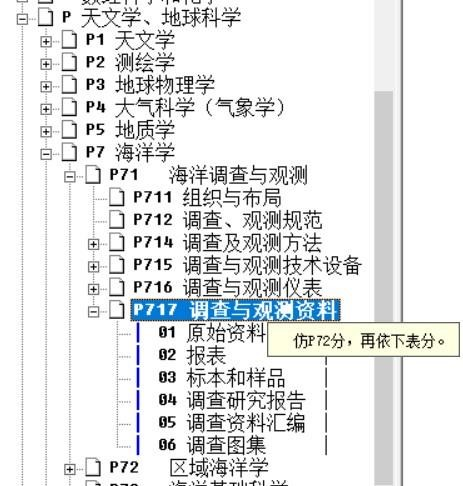 P 天文学、地球科学
P1 天文学
P2 测绘学
P3 地球物理学
P4 大气科学（气象学）
P5 地质学
P7 海洋学
P71 海洋调查与观测
P711 组织与布局
P712 调查、观测规范
P714 调查及观测方法
P715 调查与观测技术设备
P716 调查与观测仪表
P717 调查与观测资料
01 原始资料
仿P72分，再依下表分。
02 报表
03 标本和样品
04 调查研究报告
05 调查资料汇编
06 调查图集
P72 区域海洋学